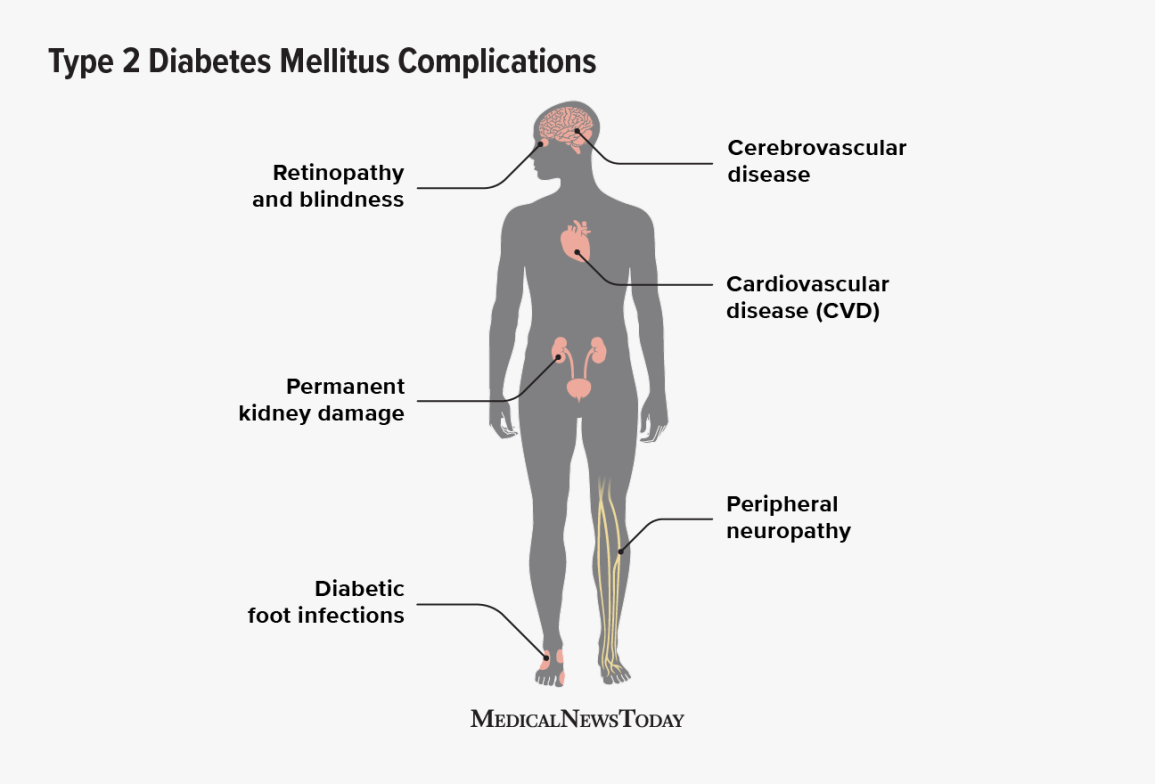 Type 2 Diabetes Mellitus Complications
Retinopathy
and blindness
Cerebrovascular
disease
Cardiovascular
disease (CVD)
Permanent
kidney damage
Peripheral
neuropathy
Diabetic
foot infections
MEDICALNEWSTODAY